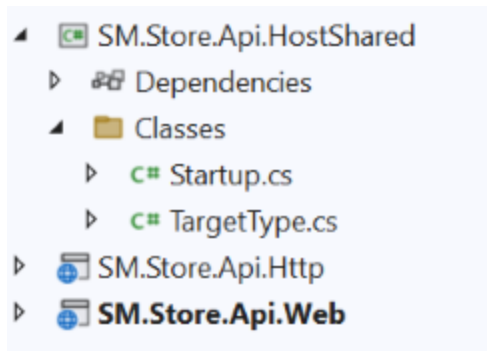 C# SM.Store.Api.HostShared
Dependencies
Classes
C# Startup.cs
C# TargetType.cs
SM.Store.Api.Http
SM.Store.Api.Web